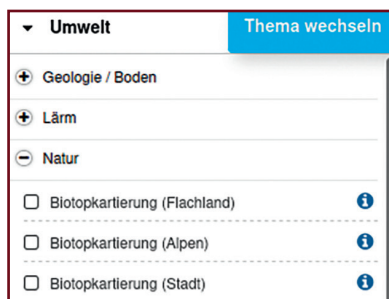 Umwelt Thema wechseln
Geologie / Boden
Lärm
Natur
Biotopkartierung (Flachland)
Biotopkartierung (Alpen)
Biotopkartierung (Stadt)